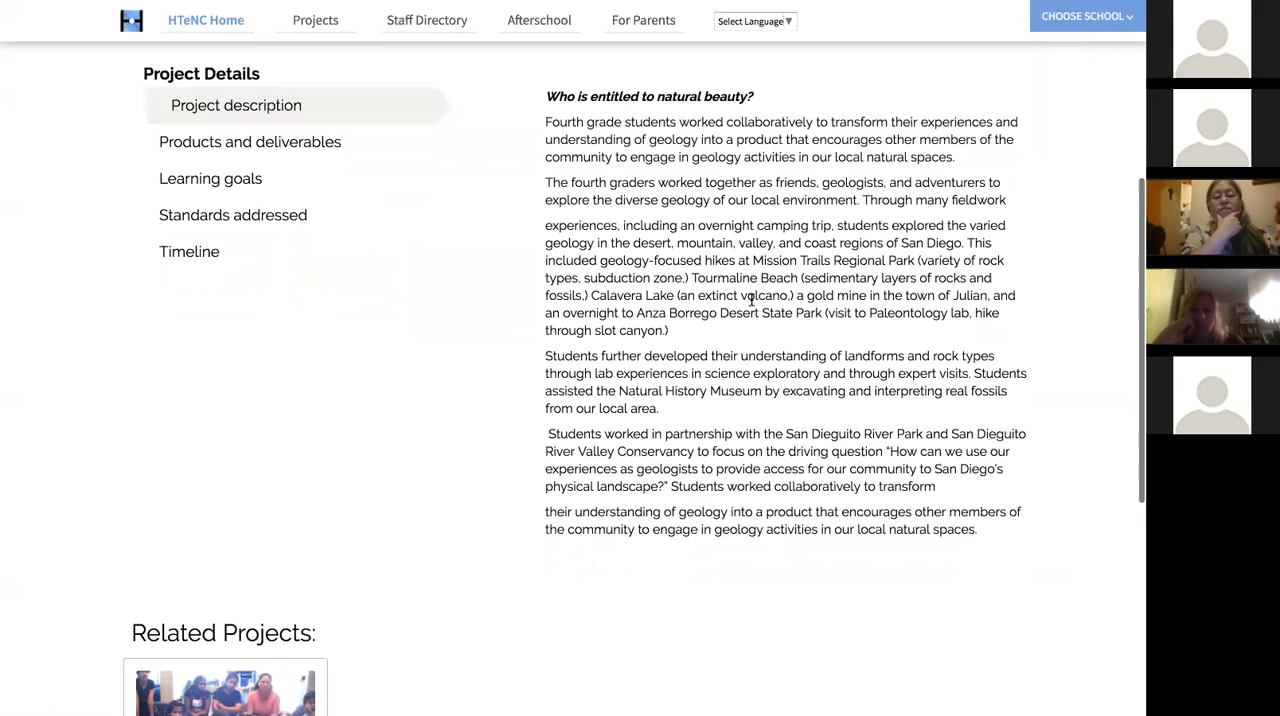 HTeNC Home Projects Staff Directory Afterschool For Parents Select Language▼ CHOOSE SCHOOL
Project Details
Project description
Products and deliverables
Learning goals
Standards addressed
Timeline
Who is entitled to natural beauty?
Fourth grade students worked collaboratively to transform their experiences and
understanding of geology into a product that encourages other members of the
community to engage in geology activities in our local natural spaces.
The fourth graders worked together as friends, geologists, and adventurers to
explore the diverse geology of our local environment. Through many fieldwork
experiences, including an overnight camping trip, students explored the varied
geology in the desert, mountain, valley, and coast regions of San Diego. This
included geology-focused hikes at Mission Trails Regional Park (variety of rock
types, subduction zone,) Tourmaline Beach (sedimentary layers of rocks and
fossils,) Calavera Lake (an extinct volcano,) a gold mine in the town of Julian, and
an overnight to Anza Borrego Desert State Park (visit to Paleontology lab, hike
through slot canyon.)
Students further developed their understanding of landforms and rock types
through lab experiences in science exploratory and through expert visits. Students
assisted the Natural History Museum by excavating and interpreting real fossils
from our local area.
Students worked in partnership with the San Dieguito River Park and San Dieguito
River Valley Conservancy to focus on the driving question “How can we use our
experiences as geologists to provide access for our community to San Diego’s
physical landscape?” Students worked collaboratively to transform
their understanding of geology into a product that encourages other members of
the community to engage in geology activities in our local natural spaces.
Related Projects: